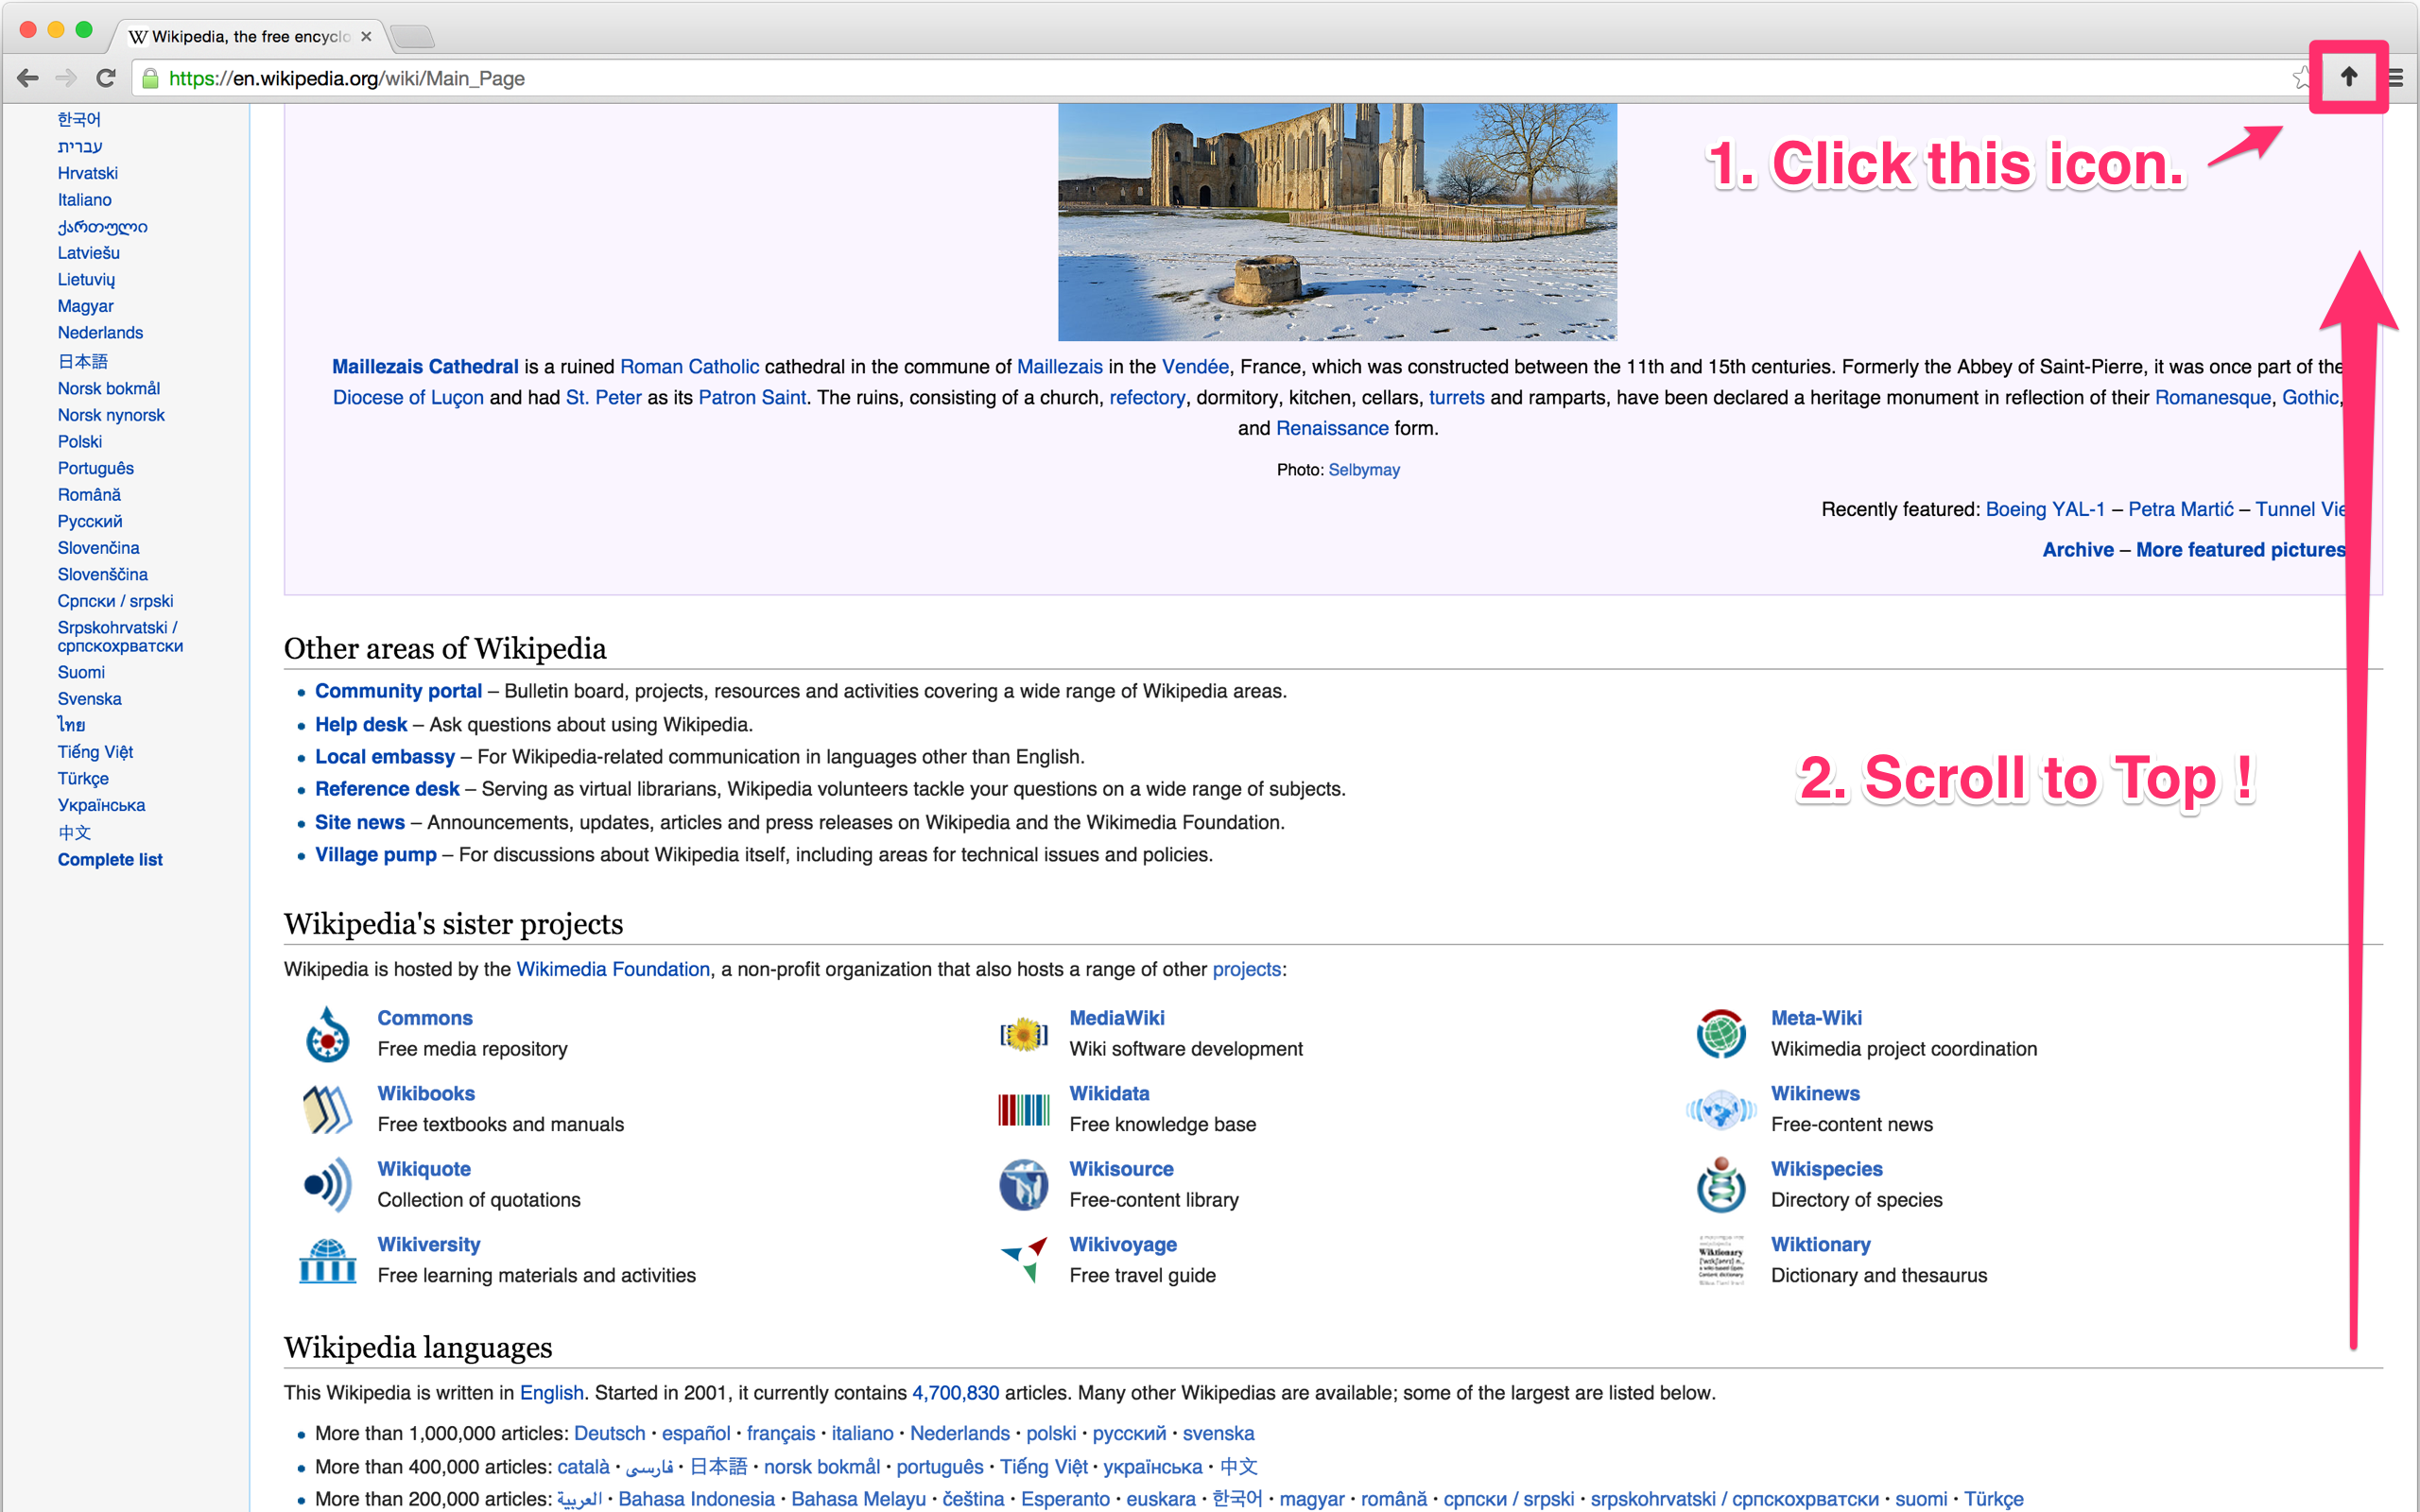 Wikipedia, the free encyclo
https://en.wikipedia.org/wiki/Main_Page
1. Click this icon.
한국어
עברית
Hrvatski
Italiano
ქართული
Latviešu
Lietuvių
Magyar
Nederlands
日本語
Norsk bokmål
Norsk nynorsk
Polski
Português
Română
Русский
Slovenčina
Slovenščina
Српски / srpski
Srpskohrvatski /
српскохрватски
Suomi
Svenska
ไทย
Tiếng Việt
Türkçe
Українська
中文
Complete list
Maillezais Cathedral is a ruined Roman Catholic cathedral in the commune of Maillezais in the Vendée, France, which was constructed between the 11th and 15th centuries. Formerly the Abbey of Saint-Pierre, it was once part of the
Diocese of Luçon and had St. Peter as its Patron Saint. The ruins, consisting of a church, refectory, dormitory, kitchen, cellars, turrets and ramparts, have been declared a heritage monument in reflection of their Romanesque, Gothic,
and Renaissance form.
Photo: Selbymay
Recently featured: Boeing YAL-1 – Petra Martić – Tunnel Vie
Archive – More featured pictures
Other areas of Wikipedia
Community portal – Bulletin board, projects, resources and activities covering a wide range of Wikipedia areas.
Help desk – Ask questions about using Wikipedia.
Local embassy – For Wikipedia-related communication in languages other than English.
Reference desk – Serving as virtual librarians, Wikipedia volunteers tackle your questions on a wide range of subjects.
Site news – Announcements, updates, articles and press releases on Wikipedia and the Wikimedia Foundation.
Village pump – For discussions about Wikipedia itself, including areas for technical issues and policies.
2. Scroll to Top !
Wikipedia's sister projects
Wikipedia is hosted by the Wikimedia Foundation, a non-profit organization that also hosts a range of other projects:
Commons
Free media repository
MediaWiki
Wiki software development
Meta-Wiki
Wikimedia project coordination
Wikibooks
Free textbooks and manuals
Wikidata
Free knowledge base
Wikinews
Free-content news
Wikiquote
Collection of quotations
Wikisource
Free-content library
Wikispecies
Directory of species
Wikiversity
Free learning materials and activities
Wikivoyage
Free travel guide
Wiktionary
Wiktionary
Dictionary and thesaurus
Wikipedia languages
This Wikipedia is written in English. Started in 2001, it currently contains 4,700,830 articles. Many other Wikipedias are available; some of the largest are listed below.
More than 1,000,000 articles: Deutsch · español · français · italiano · Nederlands · polski · русский · svenska
More than 400,000 articles: català · فارسی · 日本語 · norsk bokmål · português · Tiếng Việt · українська · 中文
More than 200,000 articles: العربية · Bahasa Indonesia · Bahasa Melayu · čeština · Esperanto · euskara · 한국어 · magyar · română · српски / srpski · srpskohrvatski / српскохрватски · suomi · Türkçe